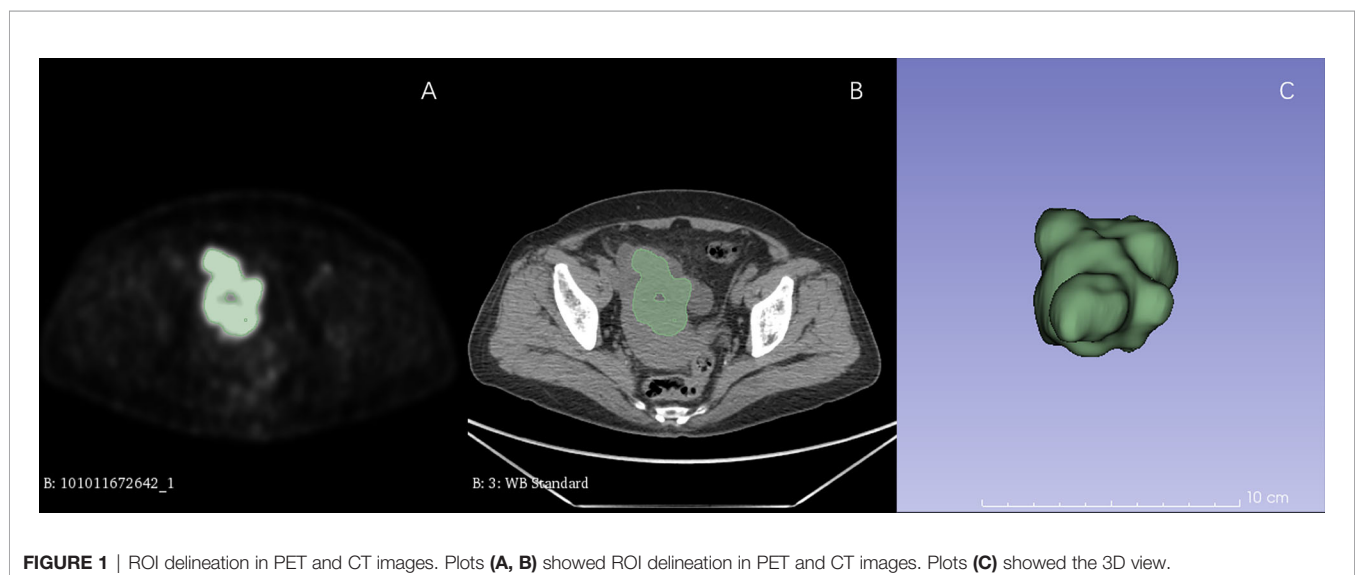 A
B
C
B: 101011672642_1
B: 3: WB Standard
10 cm
FIGURE 1 | ROI delineation in PET and CT images. Plots (A, B) showed ROI delineation in PET and CT images. Plots (C) showed the 3D view.